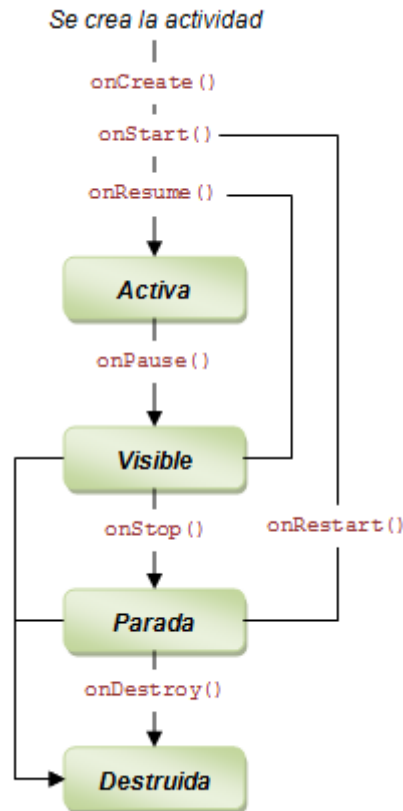 Se crea la actividad
onCreate()
onStart()
onResume()
Activa
onPause()
Visible
onStop()
onRestart()
Parada
onDestroy()
Destruida